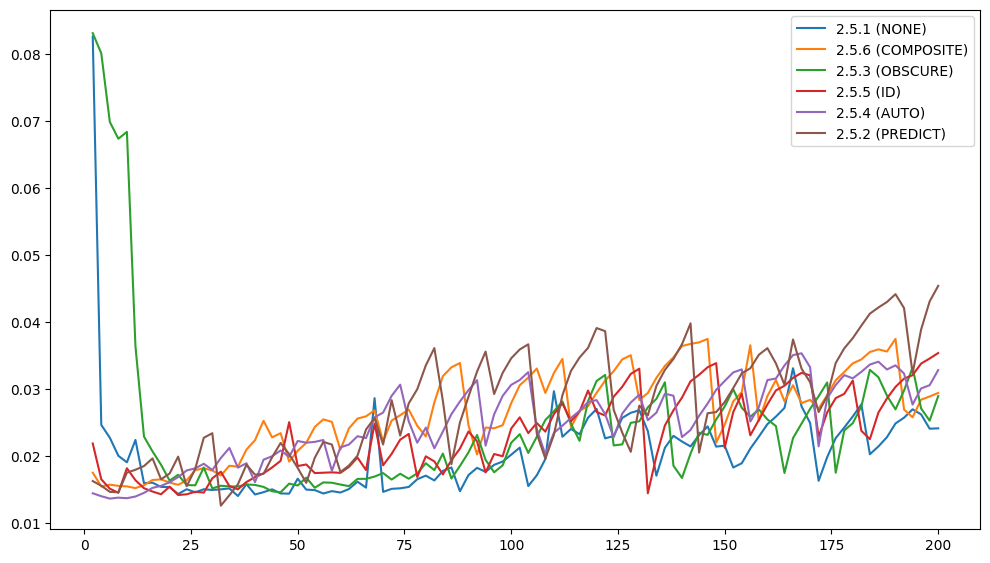 2.5.1 (NONE)
2.5.6 (COMPOSITE)
2.5.3 (OBSCURE)
2.5.5 (ID)
2.5.4 (AUTO)
2.5.2 (PREDICT)
0.08
0.07
0.06
0.05
0.04
0.03
0.02
0.01
0 25 50 75 100 125 150 175 200